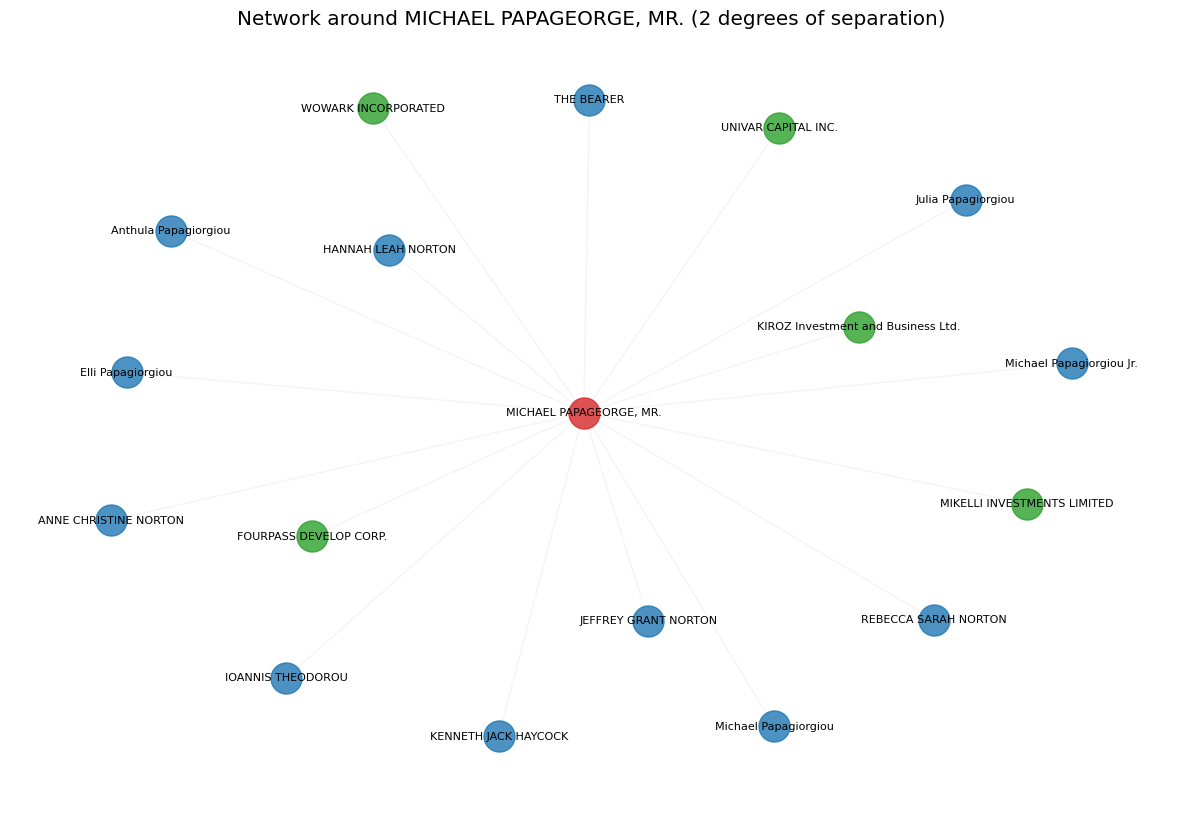 Network around MICHAEL PAPAGEORGE, MR. (2 degrees of separation)
THE BEARER
WOWARK INCORPORATED
UNIVAR CAPITAL INC.
Julia Papagiorgiou
Anthula Papagiorgiou
HANNAH LEAH NORTON
KIROZ Investment and Business Ltd.
Michael Papagiorgiou Jr.
Elli Papagiorgiou
MICHAEL PAPAGEORGE, MR.
MIKELLI INVESTMENTS LIMITED
ANNE CHRISTINE NORTON
FOURPASS DEVELOP CORP.
REBECCA SARAH NORTON
JEFFREY GRANT NORTON
IOANNIS THEODOROU
Michael Papagiorgiou
KENNETH JACK HAYCOCK